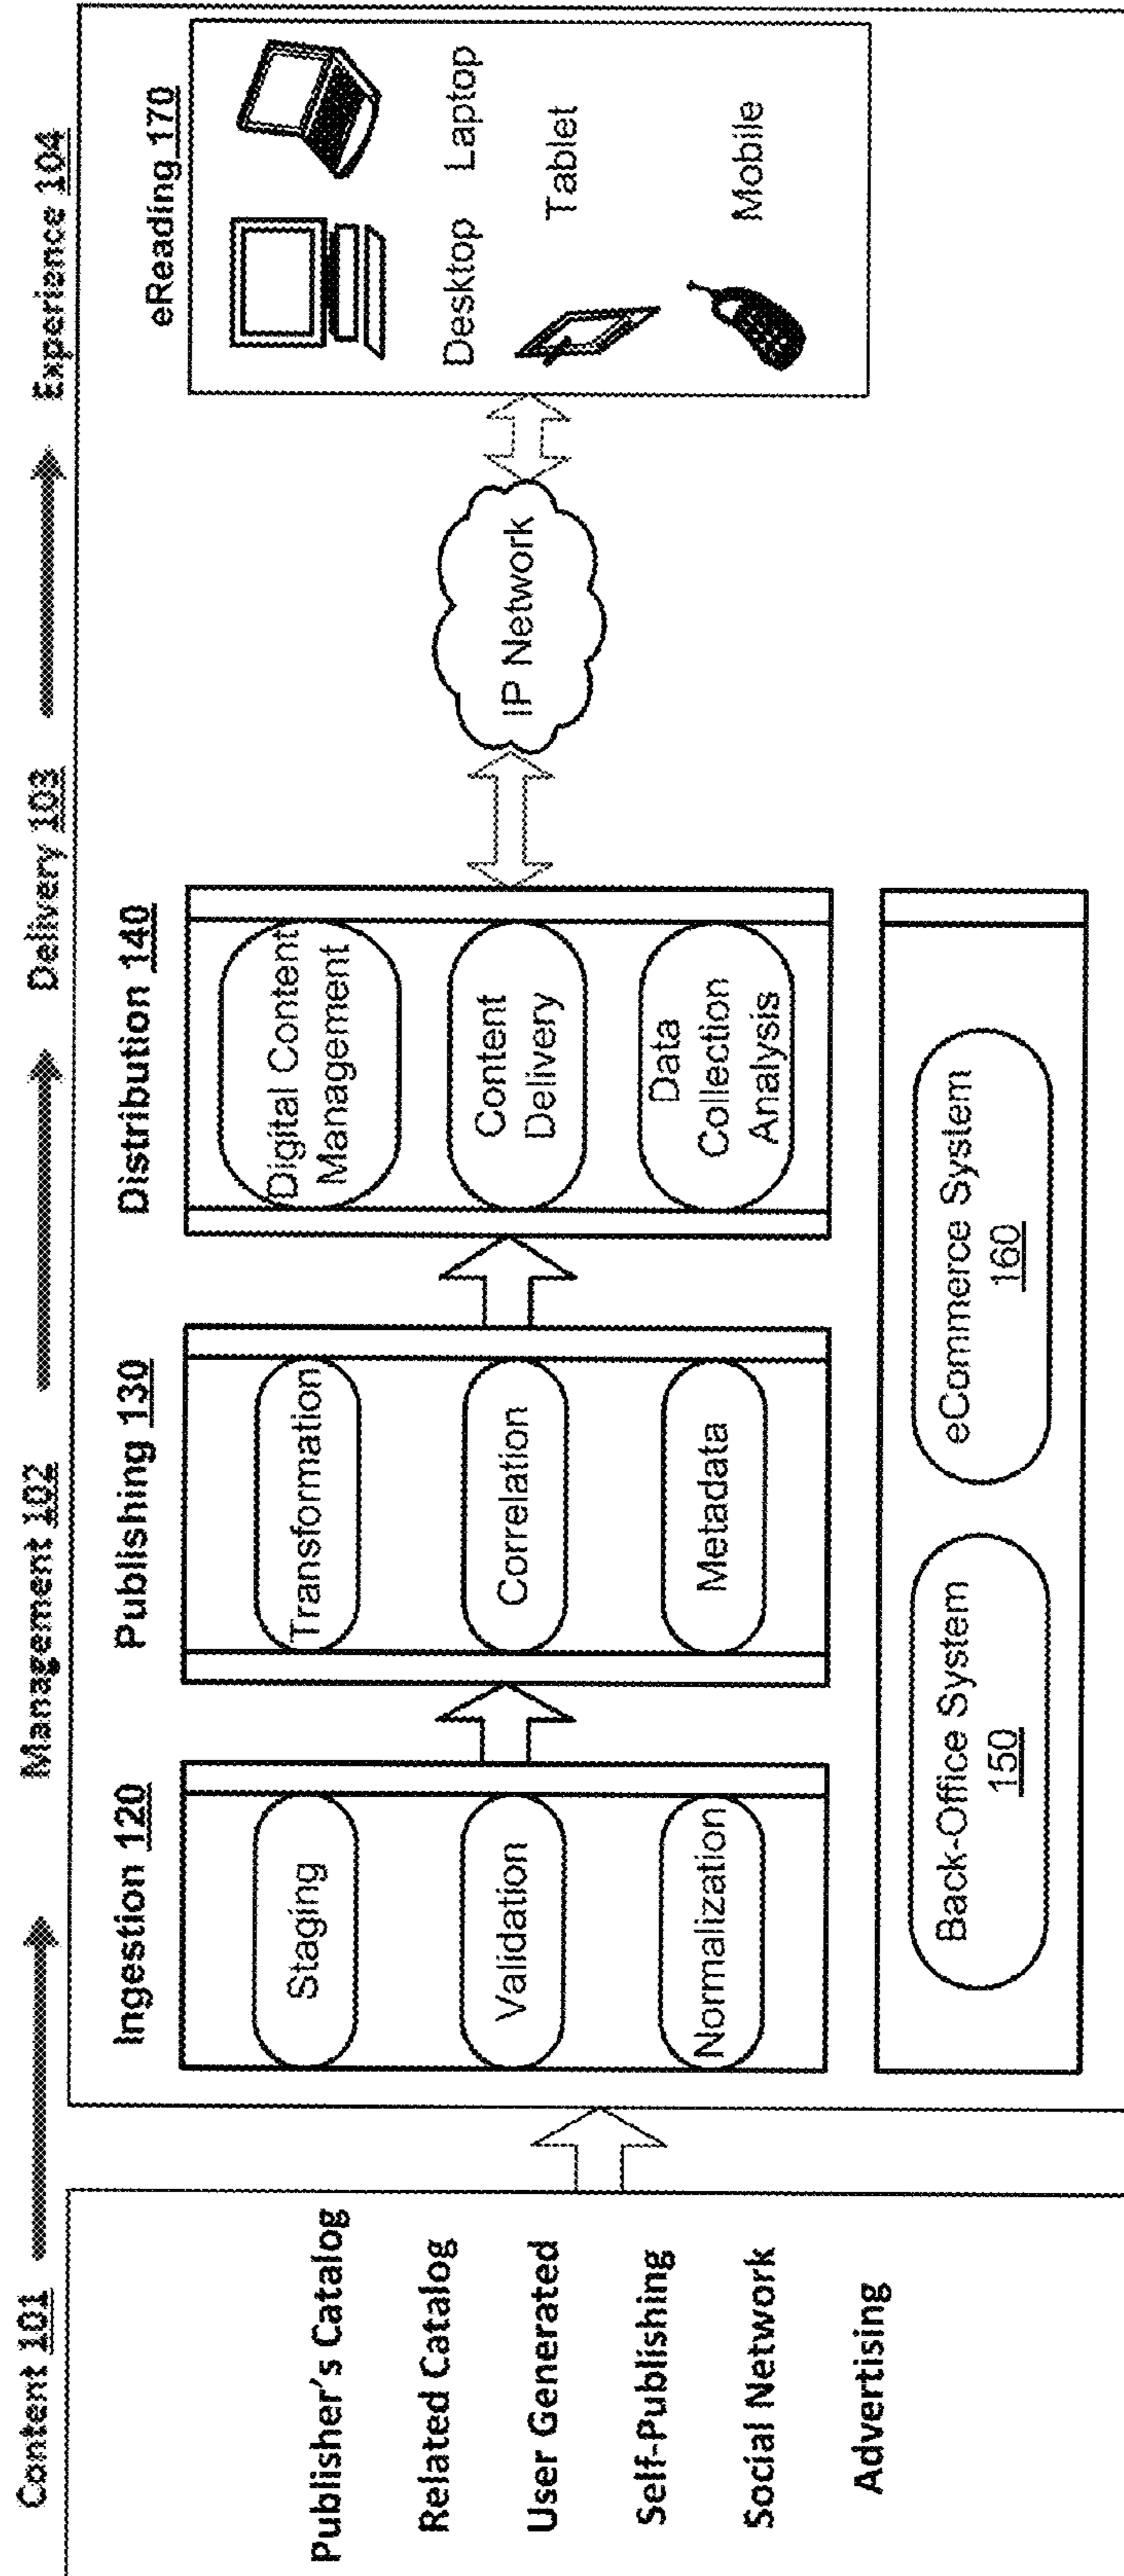 Content 101
Management 102
Delivery 103
Experience 104
Publisher's Catalog
Related Catalog
User Generated
Self-Publishing
Social Network
Advertising
Ingestion 120
Staging
Validation
Normalization
Publishing 130
Transformation
Correlation
Metadata
Distribution 140
Digital Content
Management
Content
Delivery
Data
Collection
Analysis
IP Network
eReading 170
Desktop
Laptop
Tablet
Mobile
Back-Office System
150
eCommerce System
160